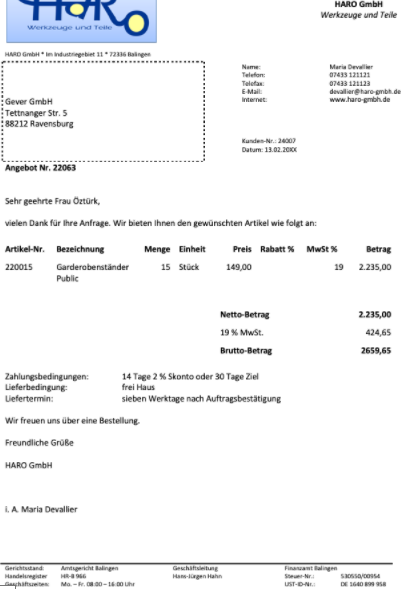 HARO
Werkzeuge und Teile
HARO GmbH
Werkzeuge und Teile
HARO GmbH * Im Industriegebiet 11 * 72336 Balingen
Gever GmbH
Tettnanger Str. 5
88212 Ravensburg
Name: Maria Devallier
Telefon: 07433 121121
Telefax: 07433 121123
E-Mail: devallier@haro-gmbh.de
Internet: www.haro-gmbh.de
Kunden-Nr.: 24007
Datum: 13.02.20XX
Angebot Nr. 22063
Sehr geehrte Frau Öztürk,
vielen Dank für Ihre Anfrage. Wir bieten Ihnen den gewünschten Artikel wie folgt an:
Artikel-Nr. Bezeichnung Menge Einheit Preis Rabatt % MwSt % Betrag
220015 Garderobenständer 15 Stück 149,00 19 2.235,00
Public
Netto-Betrag 2.235,00
19 % MwSt. 424,65
Brutto-Betrag 2659,65
Zahlungsbedingungen: 14 Tage 2 % Skonto oder 30 Tage Ziel
Lieferbedingung: frei Haus
Liefertermin: sieben Werktage nach Auftragsbestätigung
Wir freuen uns über eine Bestellung.
Freundliche Grüße
HARO GmbH
i. A. Maria Devallier
Gerichtsstand: Amtsgericht Balingen Geschäftsleitung Finanzamt Balingen
Handelsregister HR-B 966 Hans-Jürgen Hahn Steuer-Nr.: 530550/00954
Geschäftszeiten: Mo. – Fr. 08:00 – 16:00 Uhr UST-ID-Nr.: DE 1640 899 958